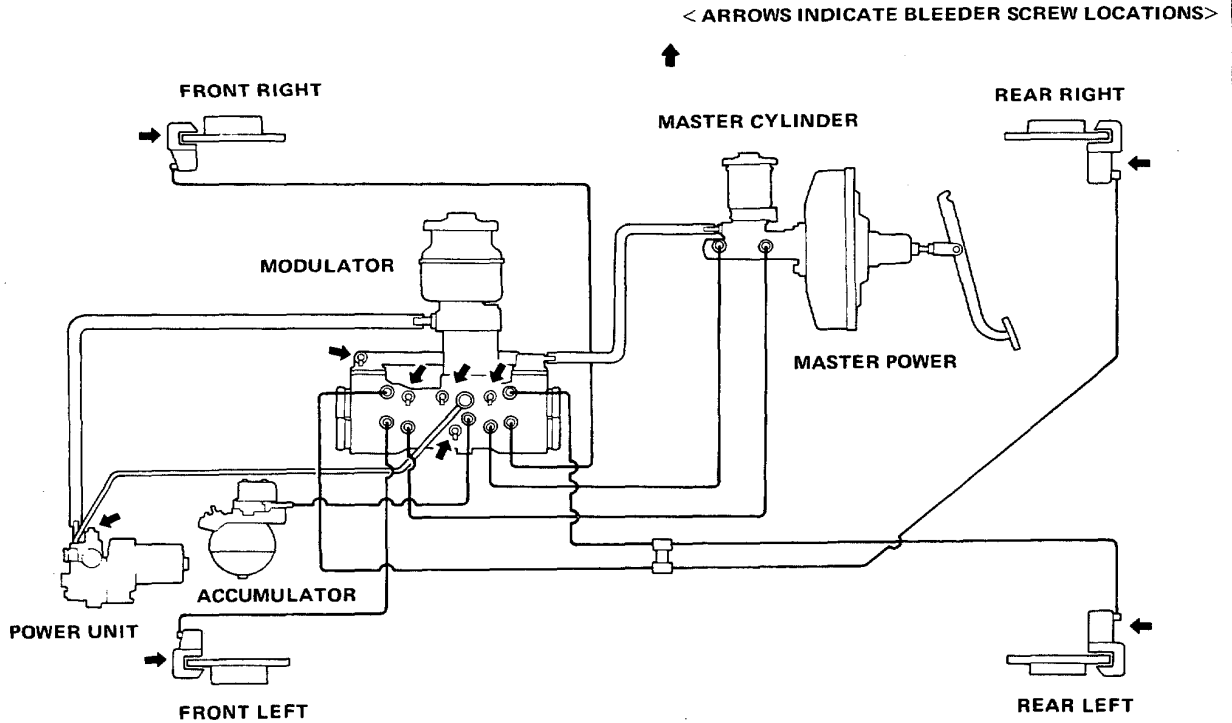 < ARROWS INDICATE BLEEDER SCREW LOCATIONS>
FRONT RIGHT
REAR RIGHT
MASTER CYLINDER
MODULATOR
MASTER POWER
ACCUMULATOR
POWER UNIT
FRONT LEFT
REAR LEFT